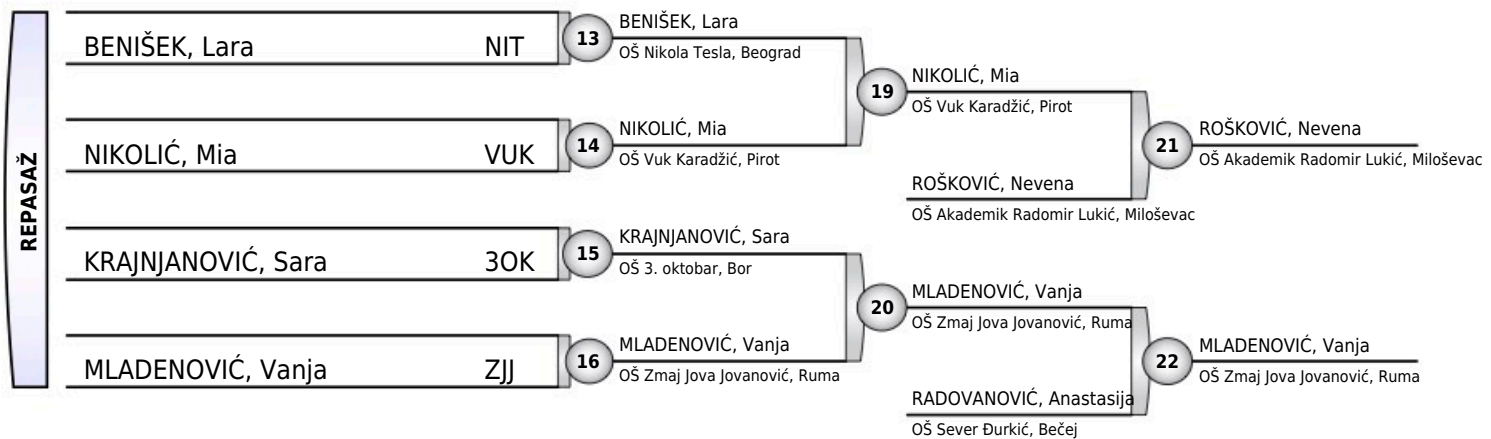 REPASAŽ
BENIŠEK, Lara NIT
NIKOLIĆ, Mia VUK
KRAJNJANOVIĆ, Sara 3OK
MLADENOVIĆ, Vanja ZJJ
13
BENIŠEK, Lara
OŠ Nikola Tesla, Beograd
14
NIKOLIĆ, Mia
OŠ Vuk Karadžić, Pirot
15
KRAJNJANOVIĆ, Sara
OŠ 3. oktobar, Bor
16
MLADENOVIĆ, Vanja
OŠ Zmaj Jova Jovanović, Ruma
19
NIKOLIĆ, Mia
OŠ Vuk Karadžić, Pirot
ROŠKOVIĆ, Nevena
OŠ Akademik Radomir Lukić, Miloševac
20
MLADENOVIĆ, Vanja
OŠ Zmaj Jova Jovanović, Ruma
RADOVANOVIĆ, Anastasija
OŠ Sever Đurkić, Bečej
21
ROŠKOVIĆ, Nevena
OŠ Akademik Radomir Lukić, Miloševac
22
MLADENOVIĆ, Vanja
OŠ Zmaj Jova Jovanović, Ruma